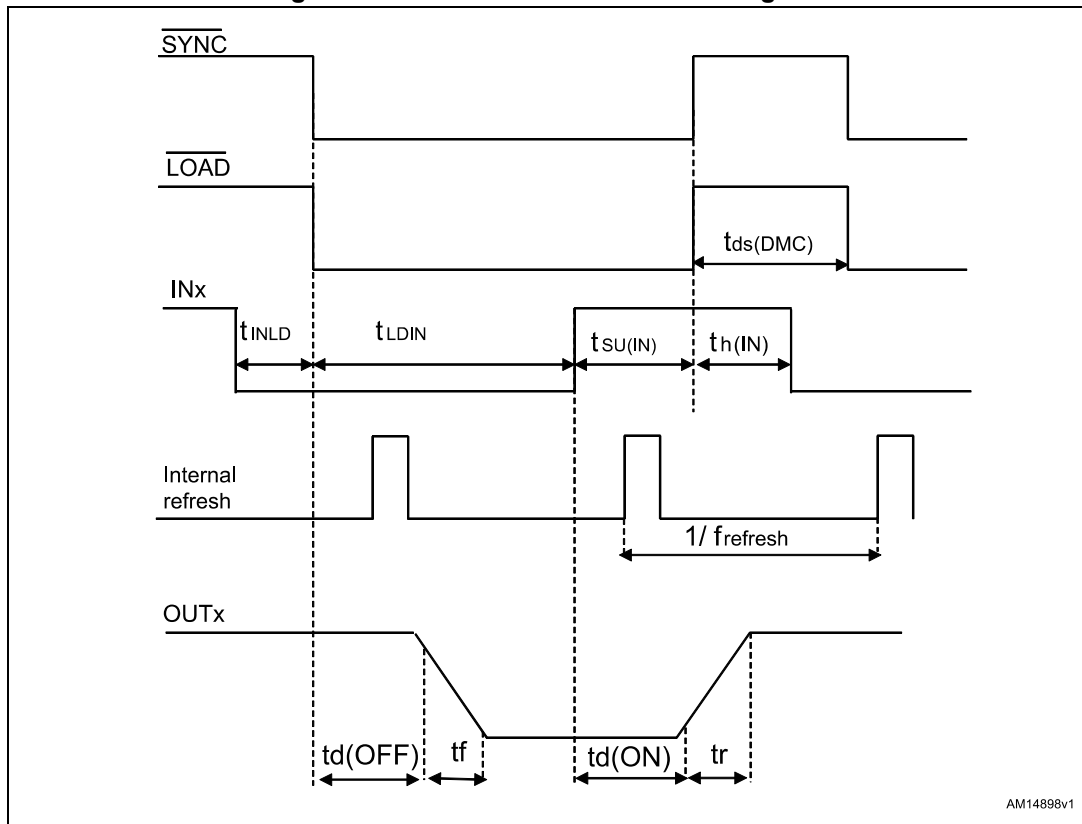 SYNC
LOAD
tds(DMC)
INx
tINLD
tLDIN
tSU(IN)
th(IN)
Internal
refresh
1/ frefresh
OUTx
td(OFF)
tf
td(ON)
tr
AM14898v1